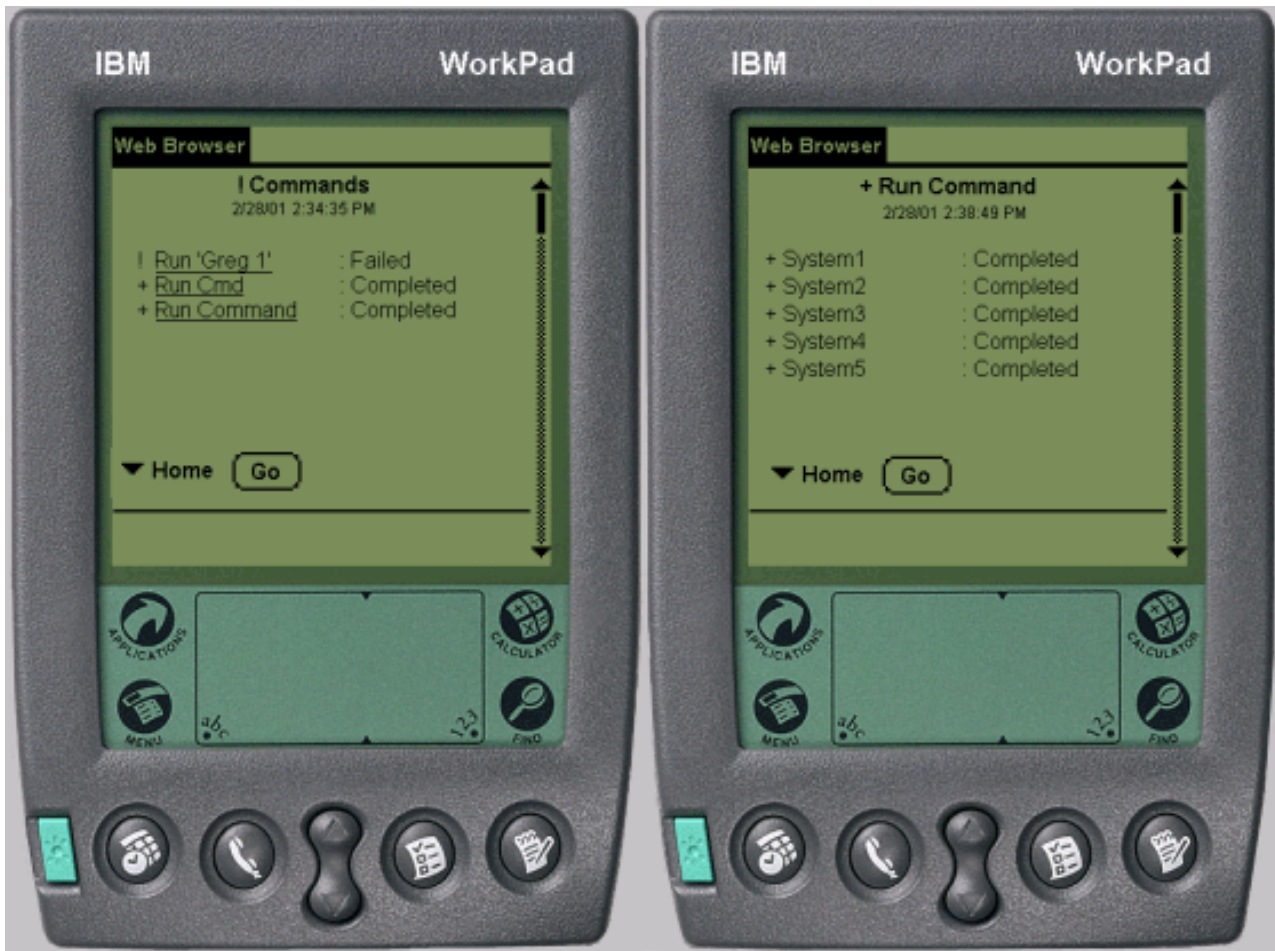 IBM WorkPad
Web Browser
! Commands
2/28/01 2:34:35 PM
! Run 'Greg 1' : Failed
+ Run Cmd : Completed
+ Run Command : Completed
Home Go
APPLICATIONS
CALCULATOR
MENU
abc
123
FIND
IBM WorkPad
Web Browser
+ Run Command
2/28/01 2:38:49 PM
+ System1 : Completed
+ System2 : Completed
+ System3 : Completed
+ System4 : Completed
+ System5 : Completed
Home Go
APPLICATIONS
CALCULATOR
MENU
abc
123
FIND